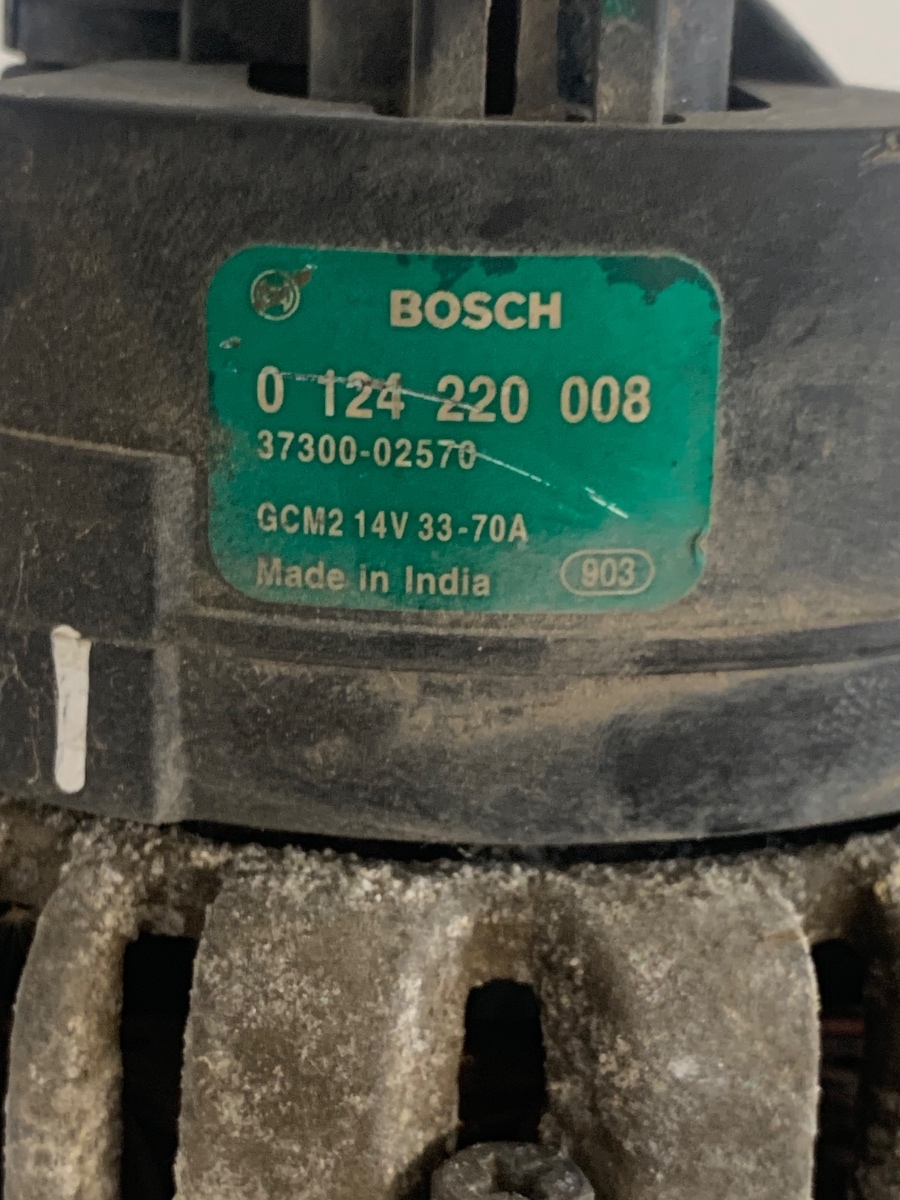 BOSCH
0 124 220 008
37300-02570
GCM2 14V 33-70A
Made in India 903